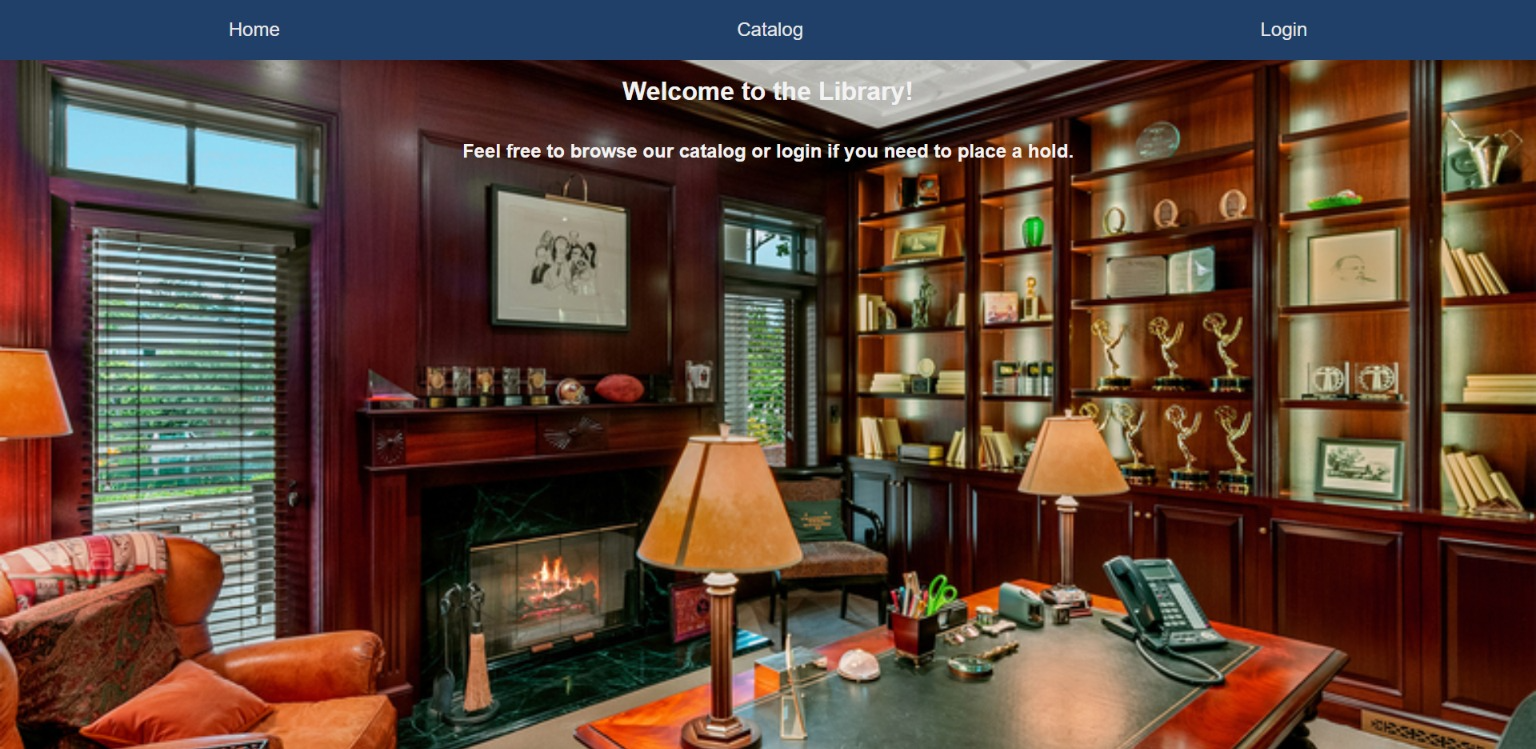 Home
Catalog
Login
Welcome to the Library!
Feel free to browse our catalog or login if you need to place a hold.